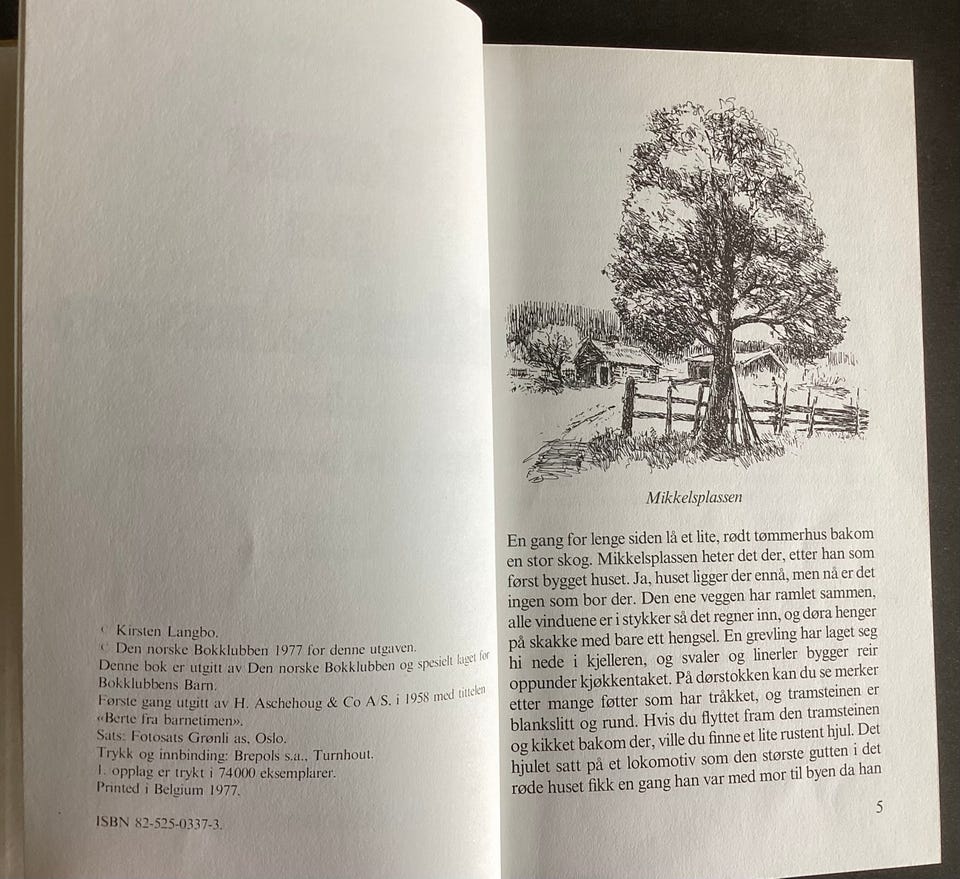 © Kirsten Langbo.
© Den norske Bokklubben 1977 for denne utgaven.
Denne bok er utgitt av Den norske Bokklubben og spesielt laget for
Bokklubbens Barn.
Første gang utgitt av H. Aschehoug & Co A/S. i 1958 med tittelen
«Berte fra barnetimen».
Sats: Fotosats Grønli as, Oslo.
Trykk og innbinding: Brepols s.a., Turnhout.
1. opplag er trykt i 74000 eksemplarer.
Printed i Belgium 1977.
ISBN 82-525-0337-3.
Mikkelsplassen
En gang for lenge siden lå et lite, rødt tømmerhus bakom
en stor skog. Mikkelsplassen heter det der, etter han som
først bygget huset. Ja, huset ligger der ennå, men nå er det
ingen som bor der. Den ene veggen har ramlet sammen,
alle vinduene er i stykker så det regner inn, og døra henger
på skakke med bare ett hengsel. En grevling har laget seg
hi nede i kjelleren, og svaler og linerler bygger reir
oppunder kjøkkentaket. På dørstokken kan du se merker
etter mange føtter som har tråkket, og tramsteinen er
blankslitt og rund. Hvis du flyttet fram den tramsteinen
og kikket bakom der, ville du finne et lite rustent hjul. Det
hjulet satt på et lokomotiv som den største gutten i det
røde huset fikk en gang han var med mor til byen da han
5